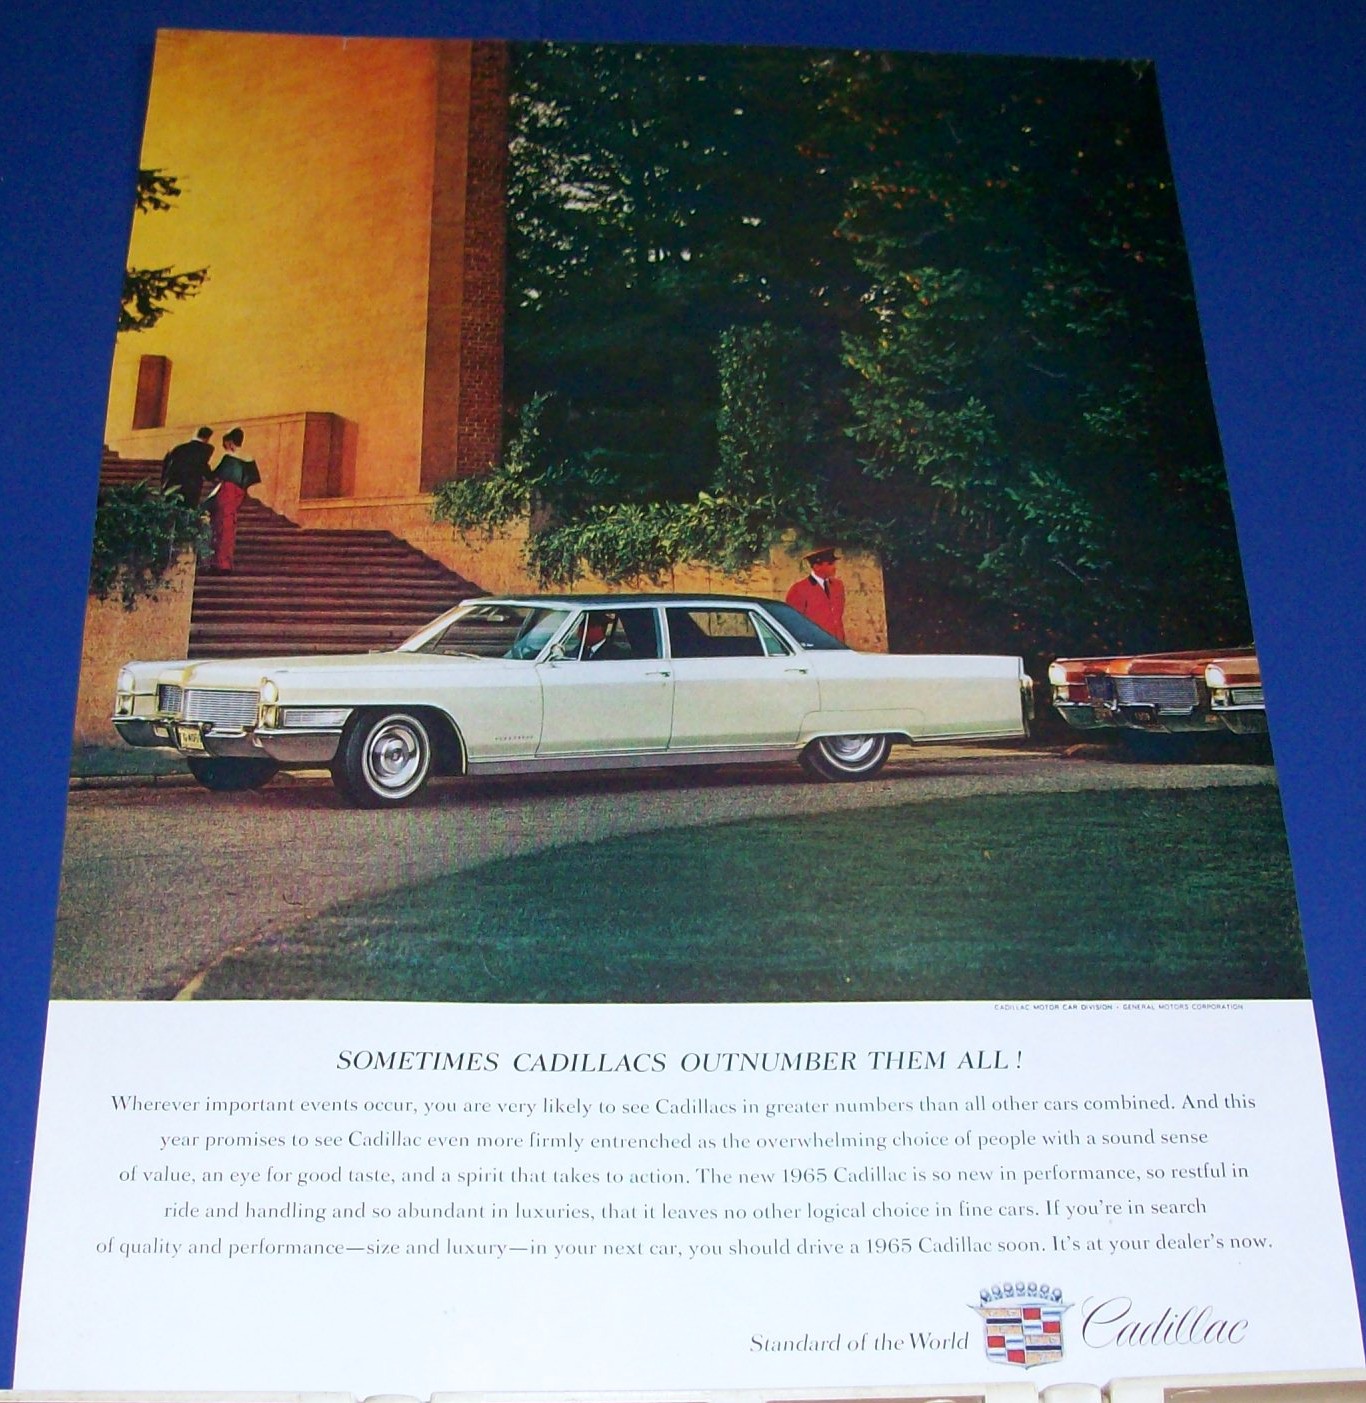 CADILLAC MOTOR CAR DIVISION • GENERAL MOTORS CORPORATION
SOMETIMES CADILLACS OUTNUMBER THEM ALL!
Wherever important events occur, you are very likely to see Cadillacs in greater numbers than all other cars combined. And this
year promises to see Cadillac even more firmly entrenched as the overwhelming choice of people with a sound sense
of value, an eye for good taste, and a spirit that takes to action. The new 1965 Cadillac is so new in performance, so restful in
ride and handling and so abundant in luxuries, that it leaves no other logical choice in fine cars. If you're in search
of quality and performance—size and luxury—in your next car, you should drive a 1965 Cadillac soon. It's at your dealer's now.
Standard of the World Cadillac